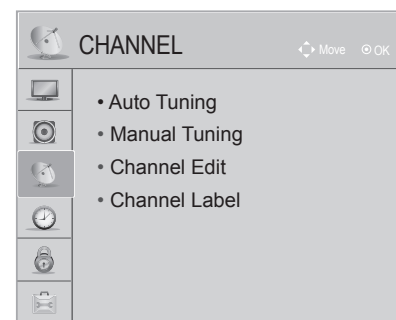 CHANNEL
Move OK
• Auto Tuning
• Manual Tuning
• Channel Edit
• Channel Label